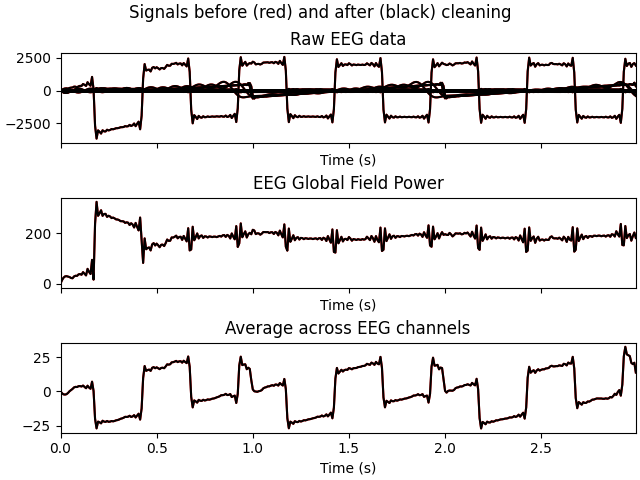 Signals before (red) and after (black) cleaning
Raw EEG data
2500
0
−2500
Time (s)
EEG Global Field Power
200
0
Time (s)
Average across EEG channels
25
0
−25
0.0 0.5 1.0 1.5 2.0 2.5
Time (s)